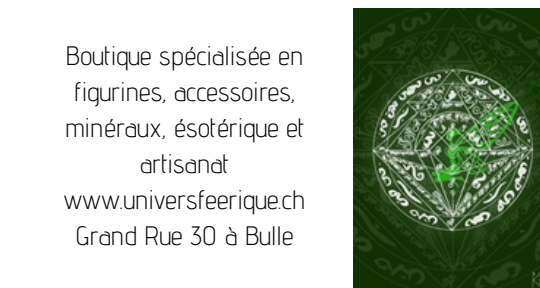 Boutique spécialisée en
figurines, accessoires,
minéraux, ésotérique et
artisanat
www.universfeerique.ch
Grand Rue 30 à Bulle